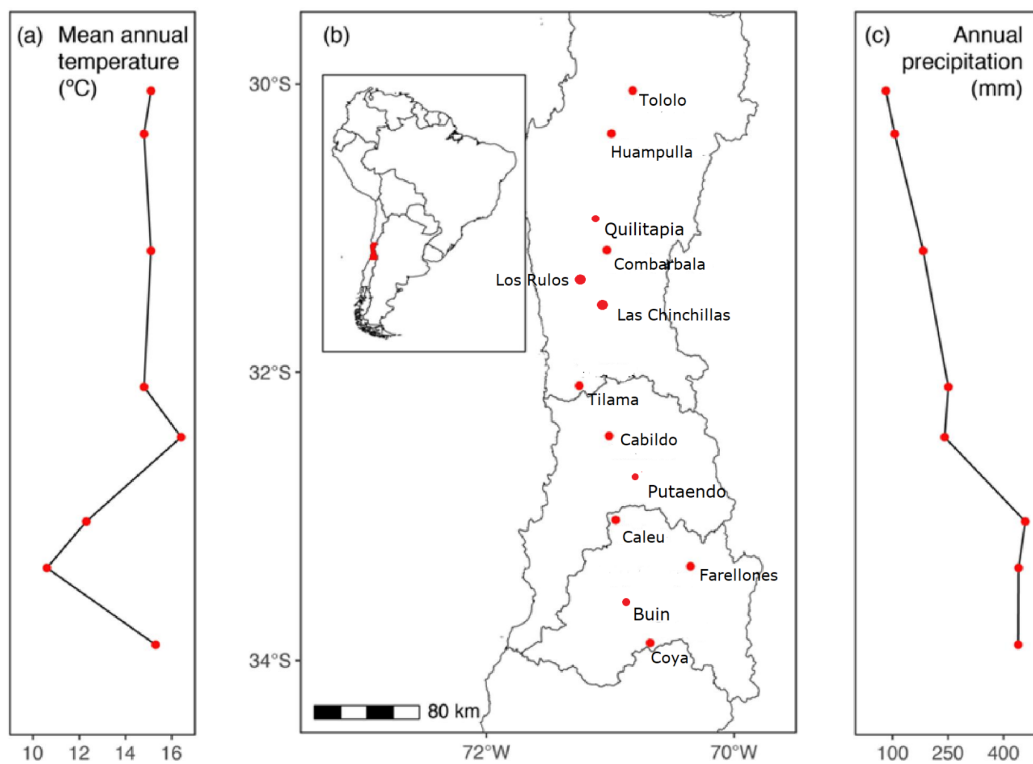 (a) Mean annual
temperature
(ºC)
10 12 14 16
(b)
30°S
32°S
34°S
Tololo
Huampulla
Quilitapia
Combarbala
Los Rulos
Las Chinchillas
Tilama
Cabildo
Putaendo
Caleu
Farellones
Buin
Coya
80 km
72°W 70°W
(c) Annual
precipitation
(mm)
100 250 400